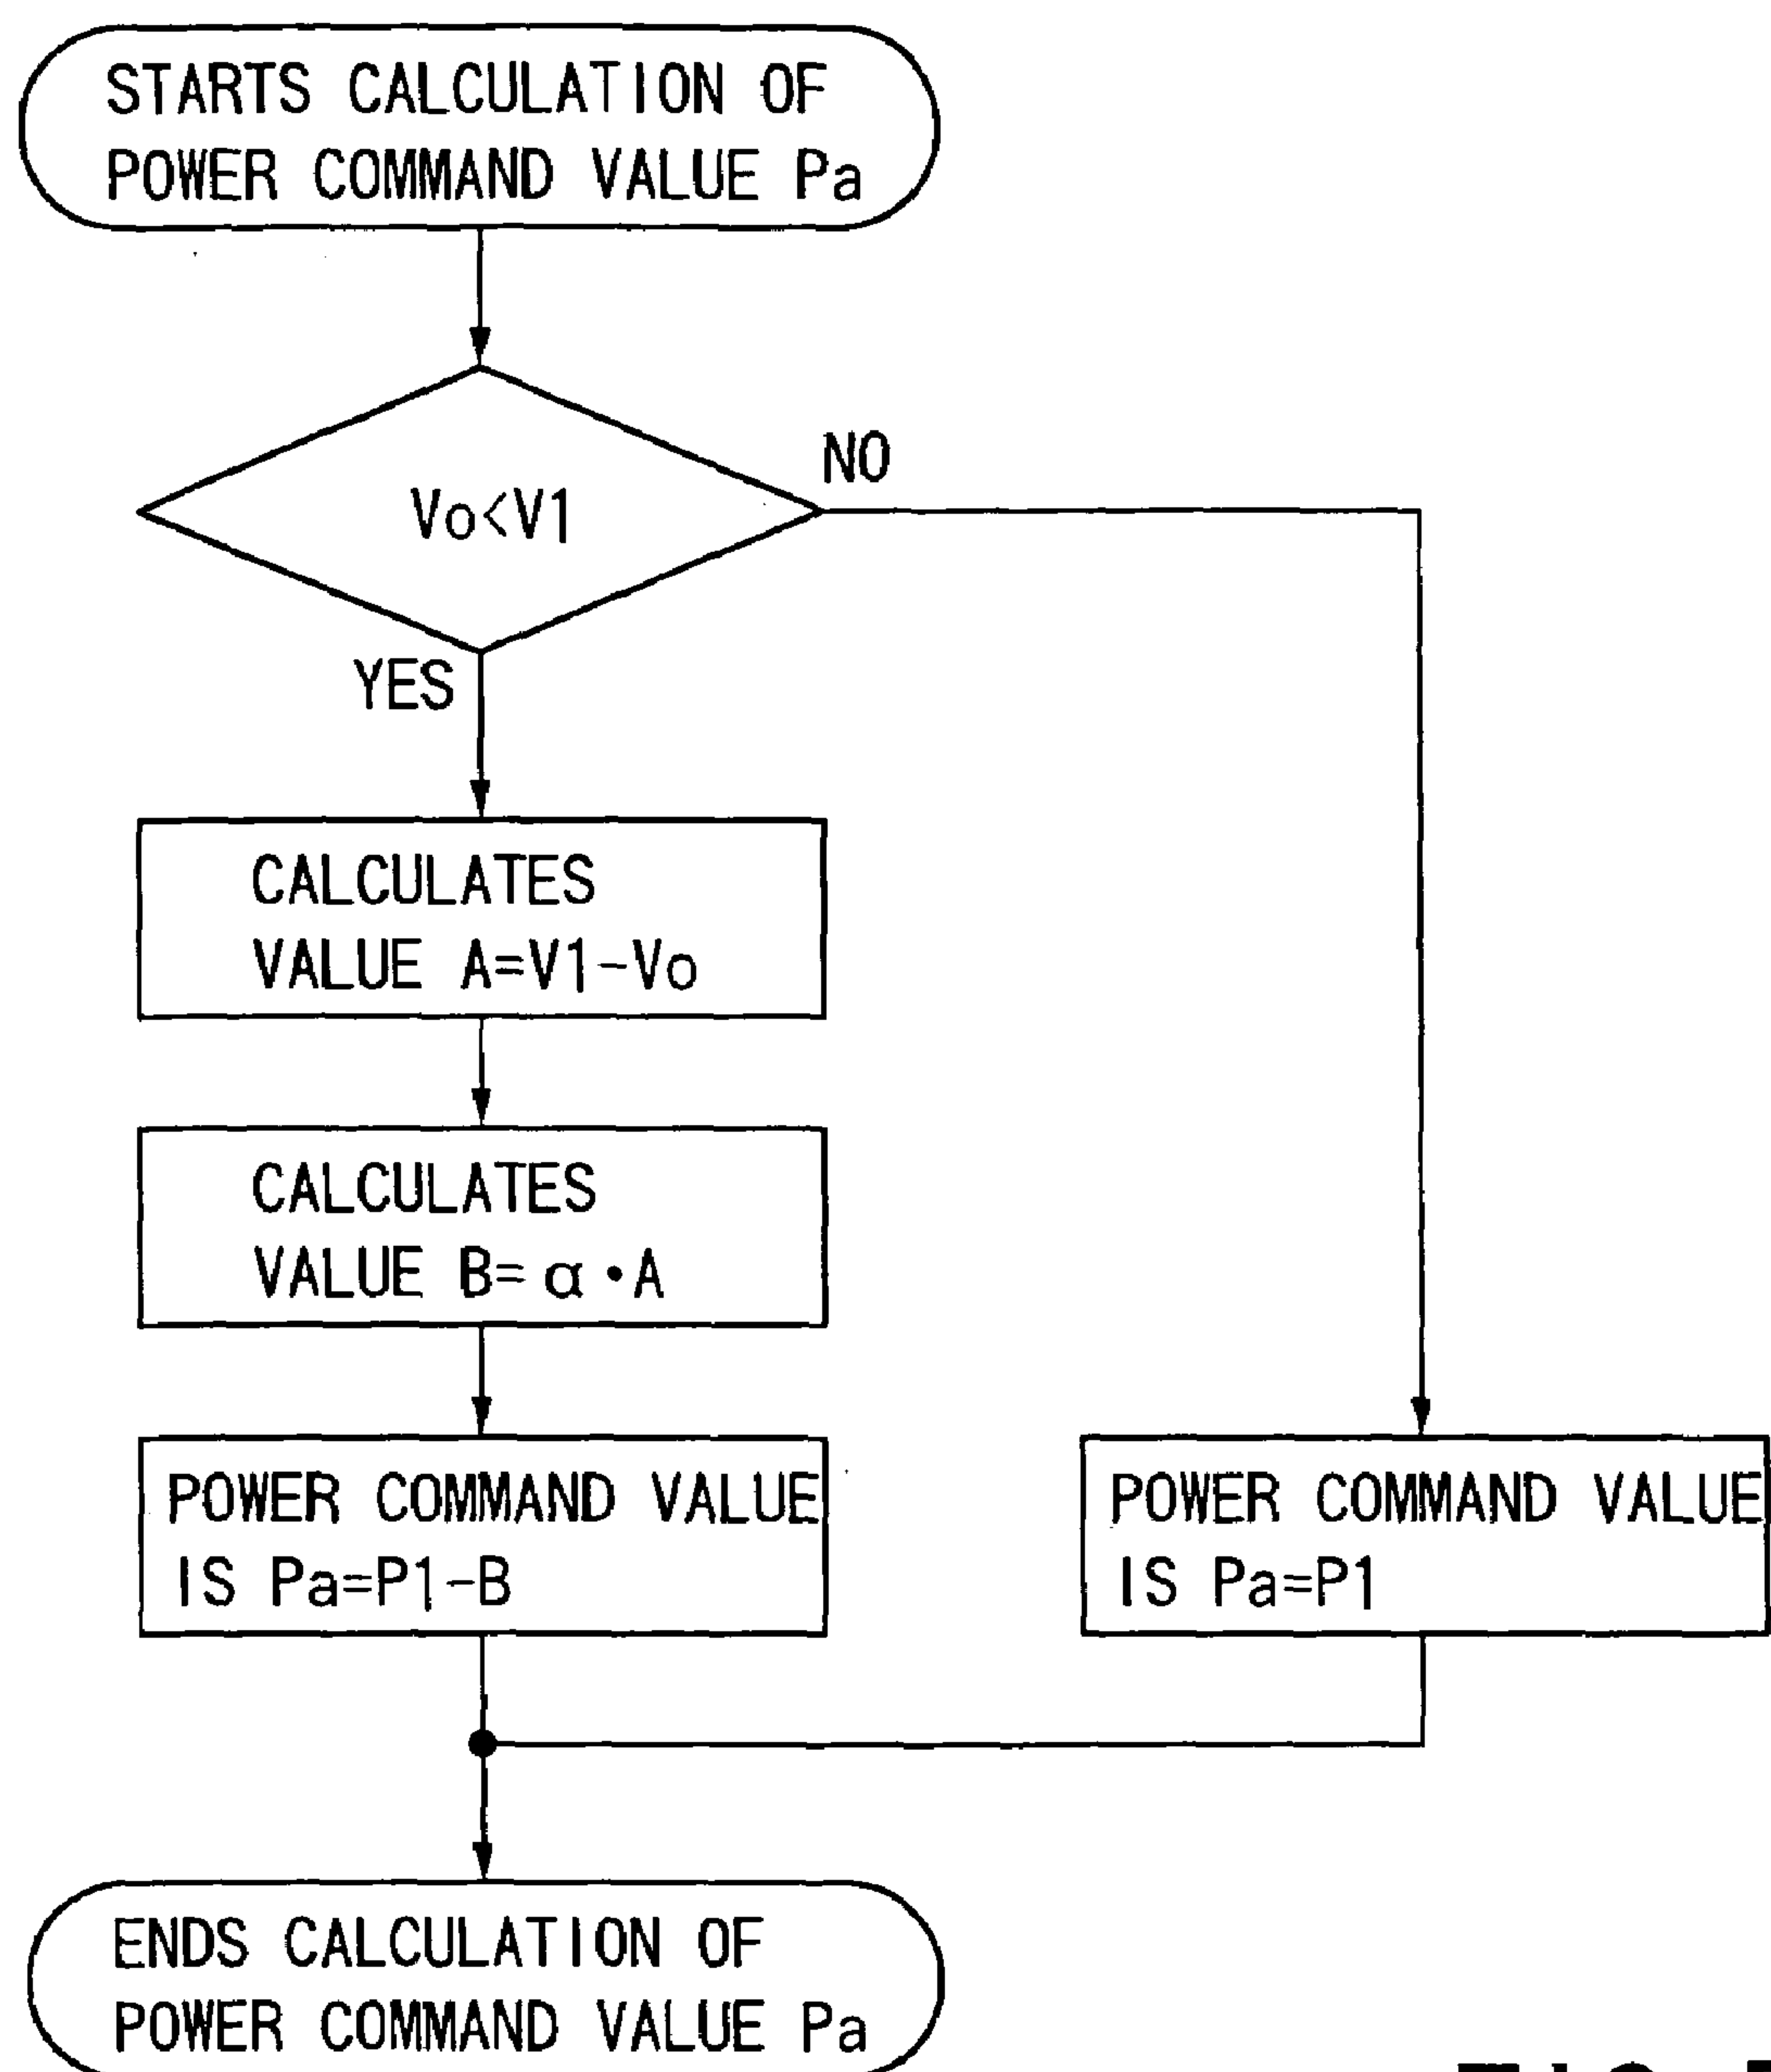 STARTS CALCULATION OF
POWER COMMAND VALUE Pa
Vo<V1
NO
YES
CALCULATES
VALUE A=V1-Vo
CALCULATES
VALUE B=α・A
POWER COMMAND VALUE
IS Pa=P1-B
POWER COMMAND VALUE
IS Pa=P1
ENDS CALCULATION OF
POWER COMMAND VALUE Pa